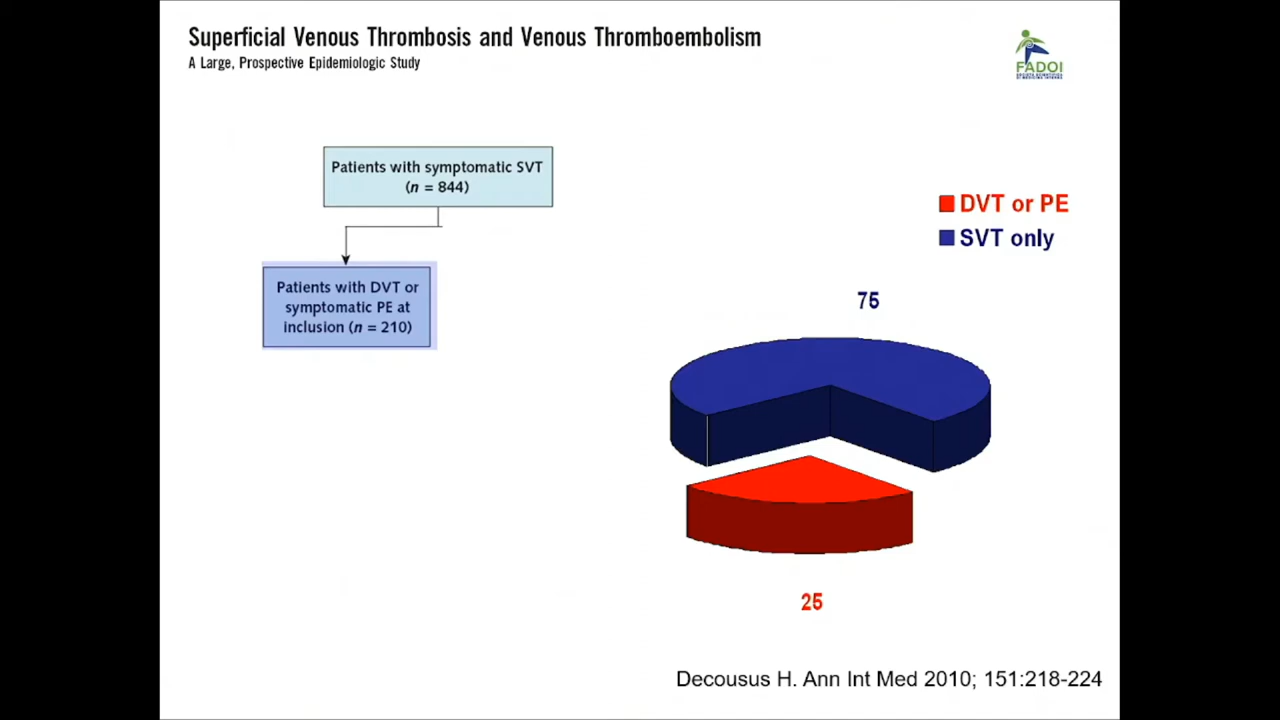 Superficial Venous Thrombosis and Venous Thromboembolism
A Large, Prospective Epidemiologic Study
FADOI
Patients with symptomatic SVT
(n = 844)
Patients with DVT or
symptomatic PE at
inclusion (n = 210)
DVT or PE
SVT only
75
25
Decousus H. Ann Int Med 2010; 151:218-224